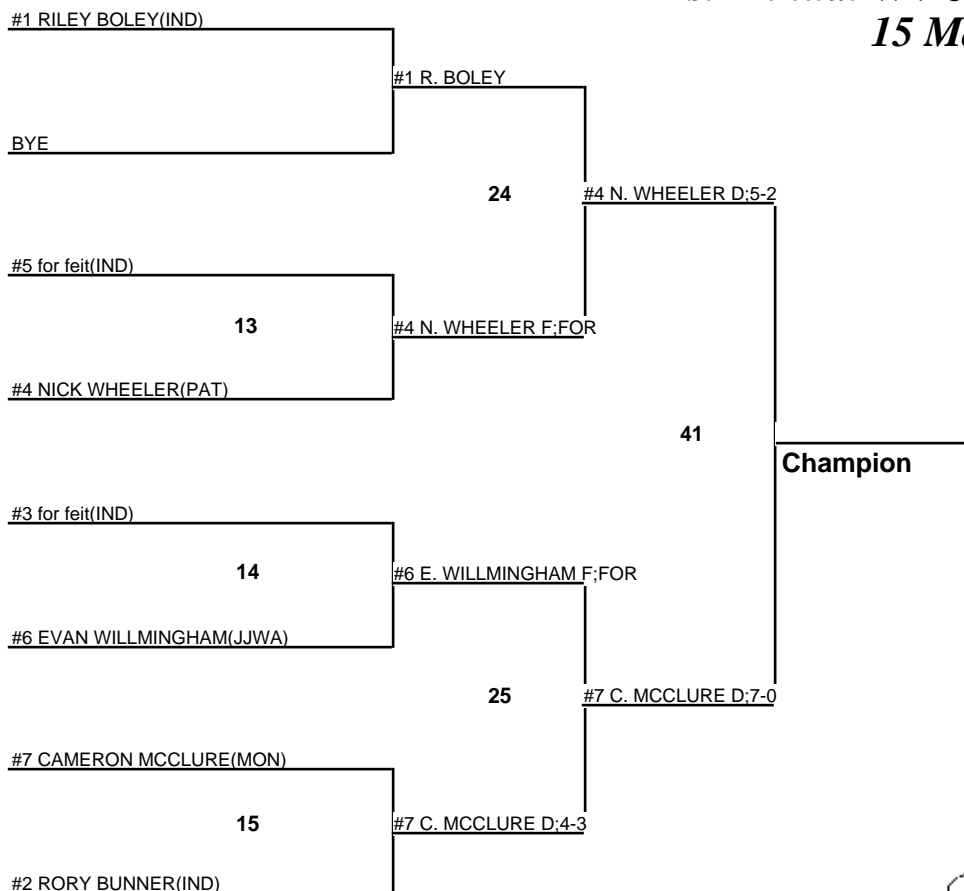 15
#1 RILEY BOLEY(IND)
#1 R. BOLEY
BYE
24
#4 N. WHEELER D;5-2
#5 for feit(IND)
13
#4 N. WHEELER F;FOR
#4 NICK WHEELER(PAT)
41
Champion
#3 for feit(IND)
14
#6 E. WILLMINGHAM F;FOR
#6 EVAN WILLMINGHAM(JJWA)
25
#7 C. MCCLURE D;7-0
#7 CAMERON MCCLURE(MON)
15
#7 C. MCCLURE D;4-3
#2 RORY BUNNER(IND)